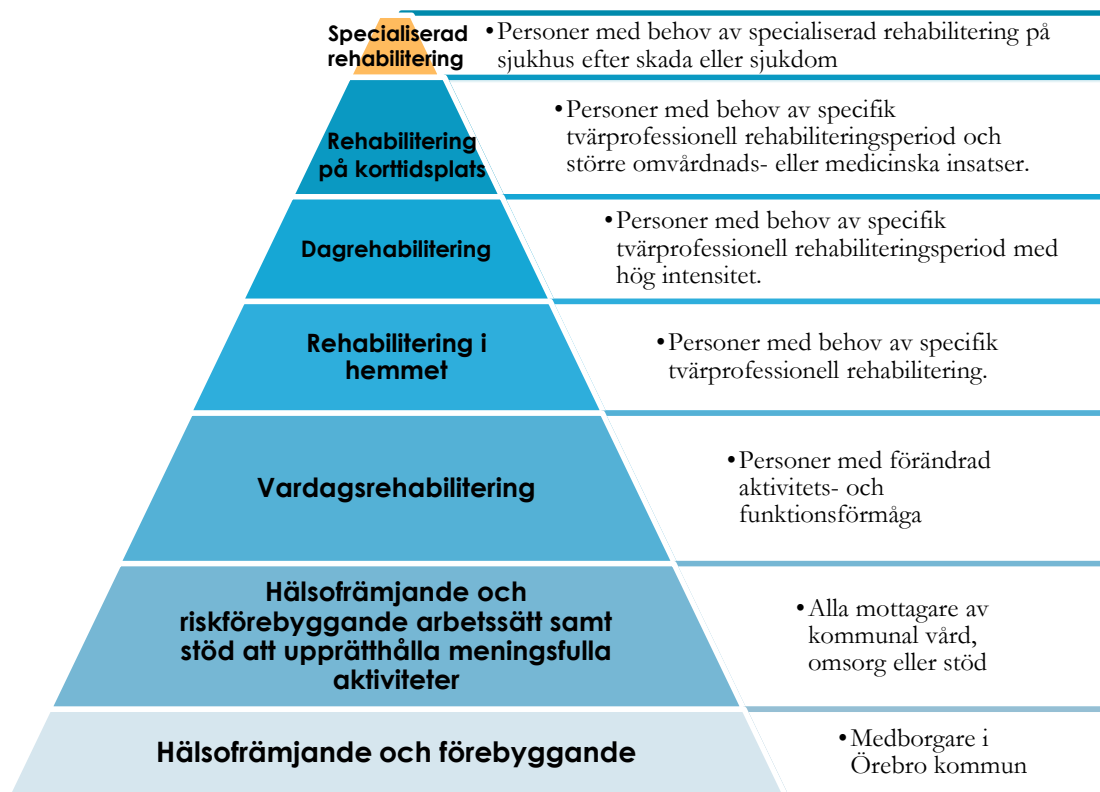 Specialiserad
rehabilitering
•Personer med behov av specialiserad rehabilitering på
sjukhus efter skada eller sjukdom
Rehabilitering
på korttidsplats
•Personer med behov av specifik
tvärprofessionell rehabiliteringsperiod och
större omvårdnads- eller medicinska insatser.
Dagrehabilitering
•Personer med behov av specifik
tvärprofessionell rehabiliteringsperiod med
hög intensitet.
Rehabilitering i
hemmet
•Personer med behov av specifik
tvärprofessionell rehabilitering.
Vardagsrehabilitering
•Personer med förändrad
aktivitets- och
funktionsförmåga
Hälsofrämjande och
riskförebyggande arbetssätt samt
stöd att upprätthålla meningsfulla
aktiviteter
•Alla mottagare av
kommunal vård,
omsorg eller stöd
Hälsofrämjande och förebyggande
•Medborgare i
Örebro kommun